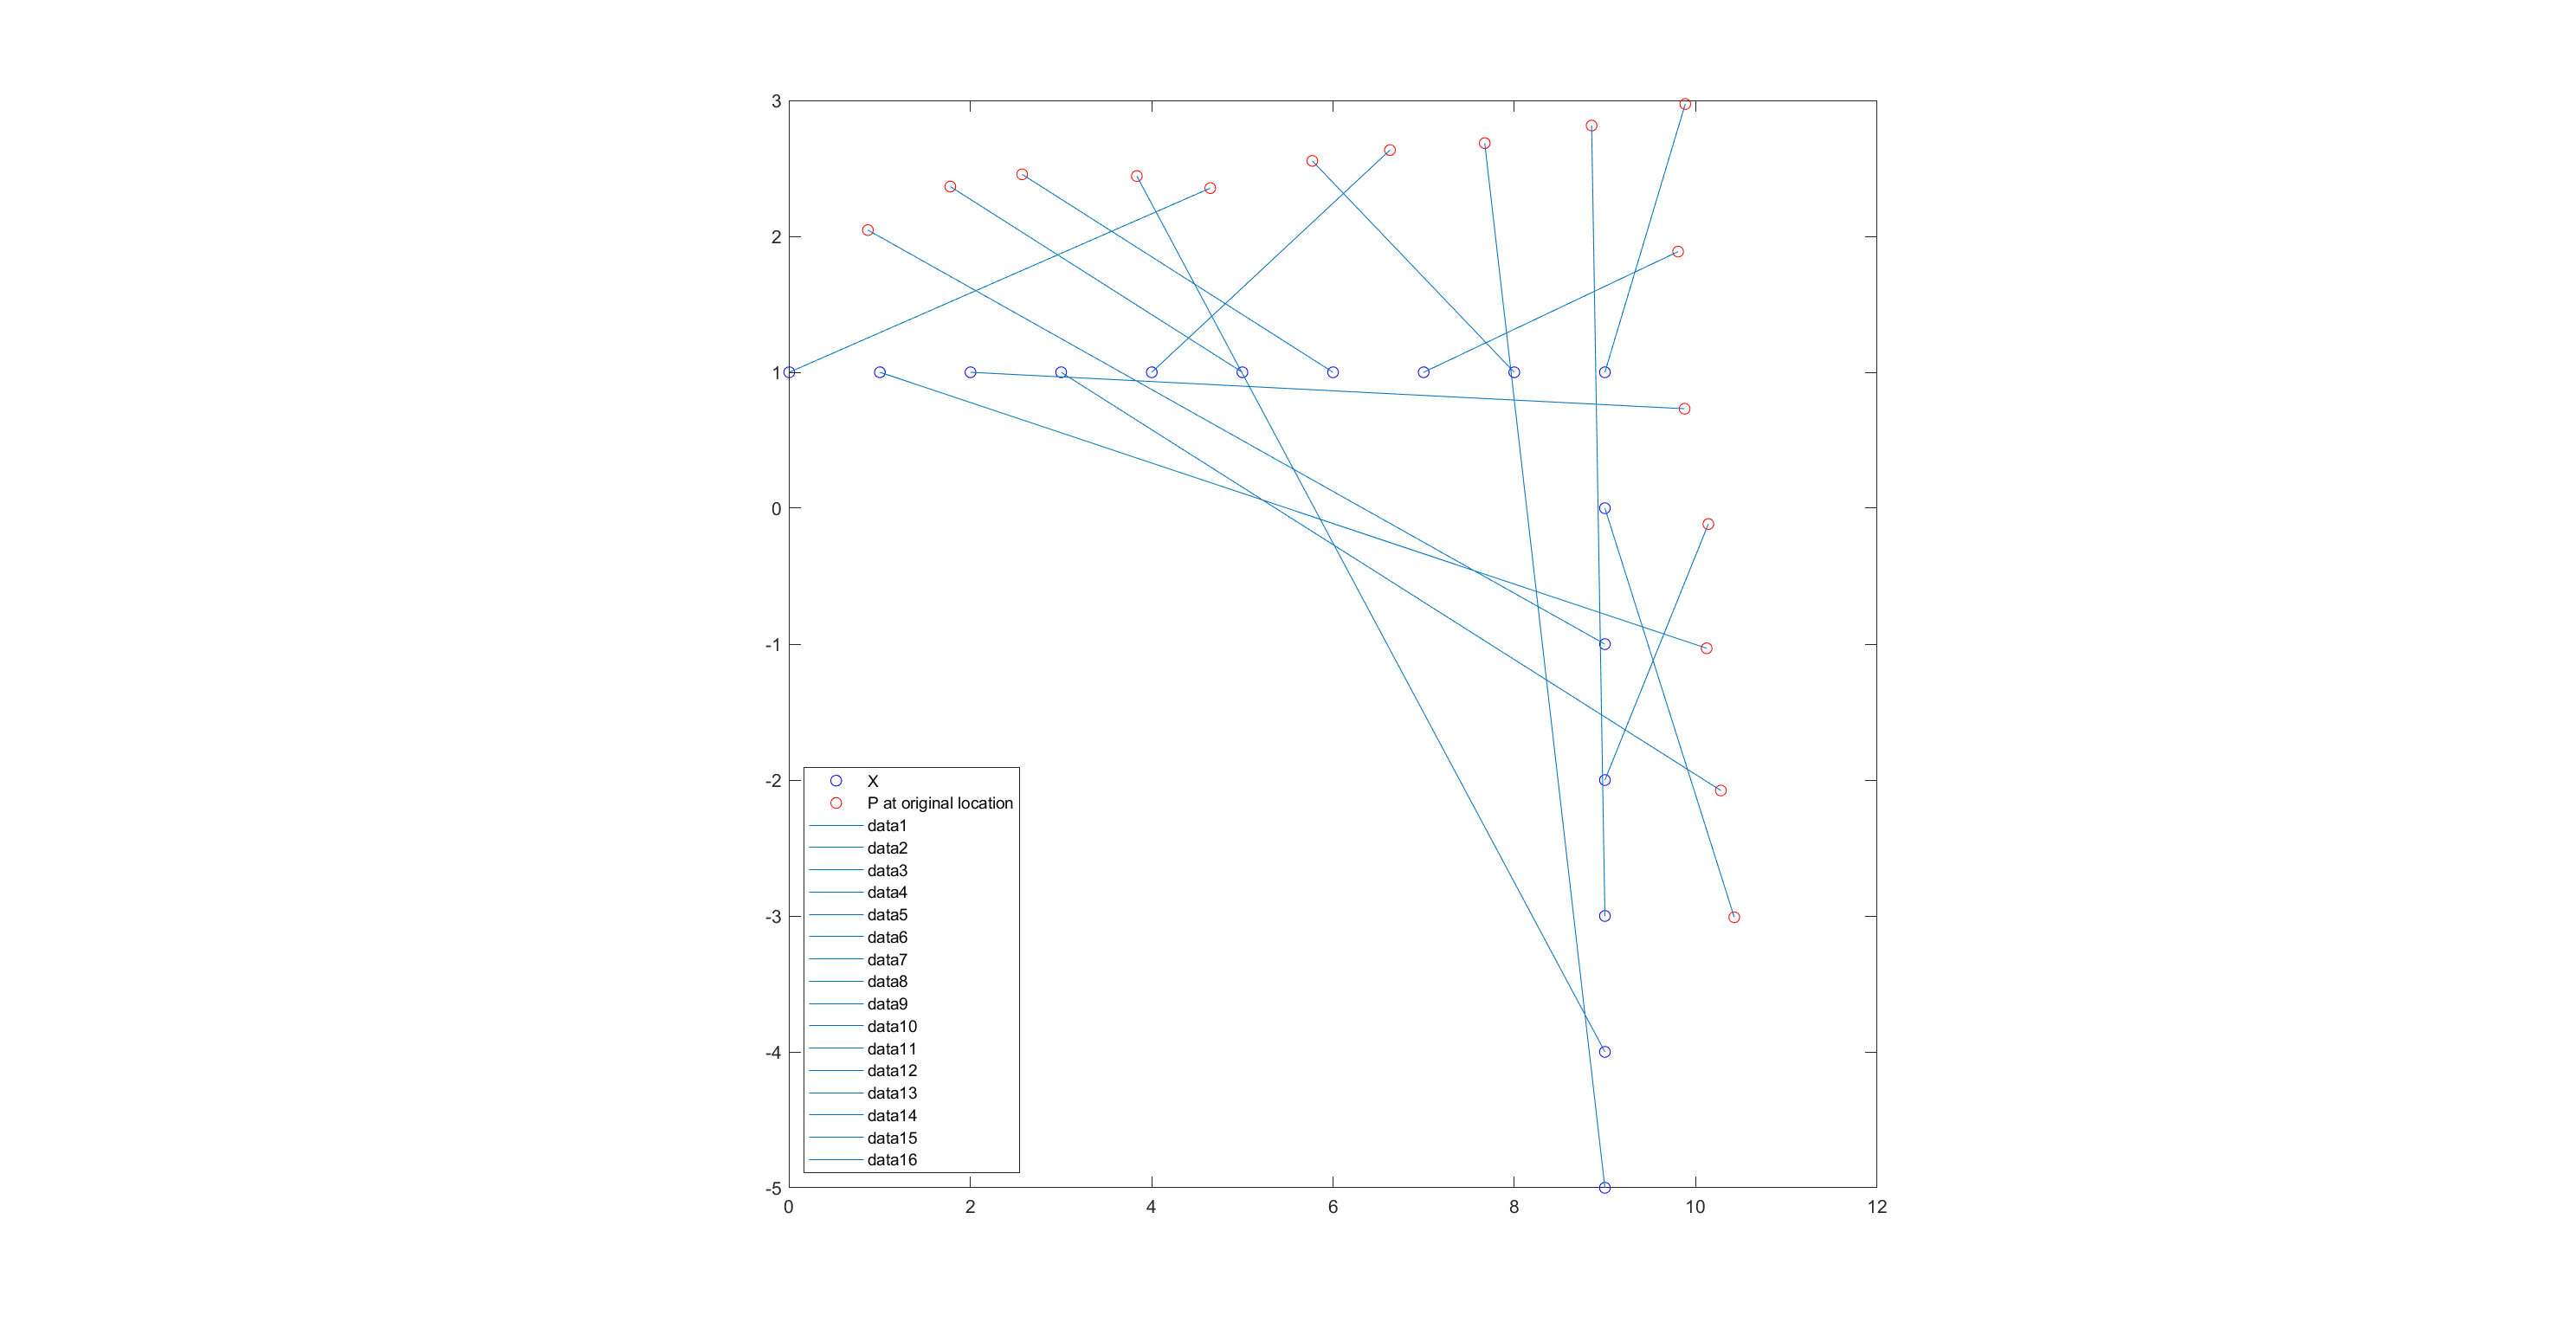 3
2
1
0
-1
-2
-3
-4
-5
0 2 4 6 8 10 12
X
P at original location
data1
data2
data3
data4
data5
data6
data7
data8
data9
data10
data11
data12
data13
data14
data15
data16